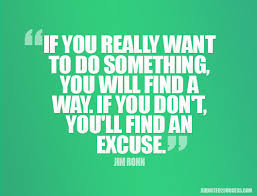 “IF YOU REALLY WANT
TO DO SOMETHING,
YOU WILL FIND A
WAY. IF YOU DON'T,
YOU'LL FIND AN
EXCUSE.”
JIM ROHN